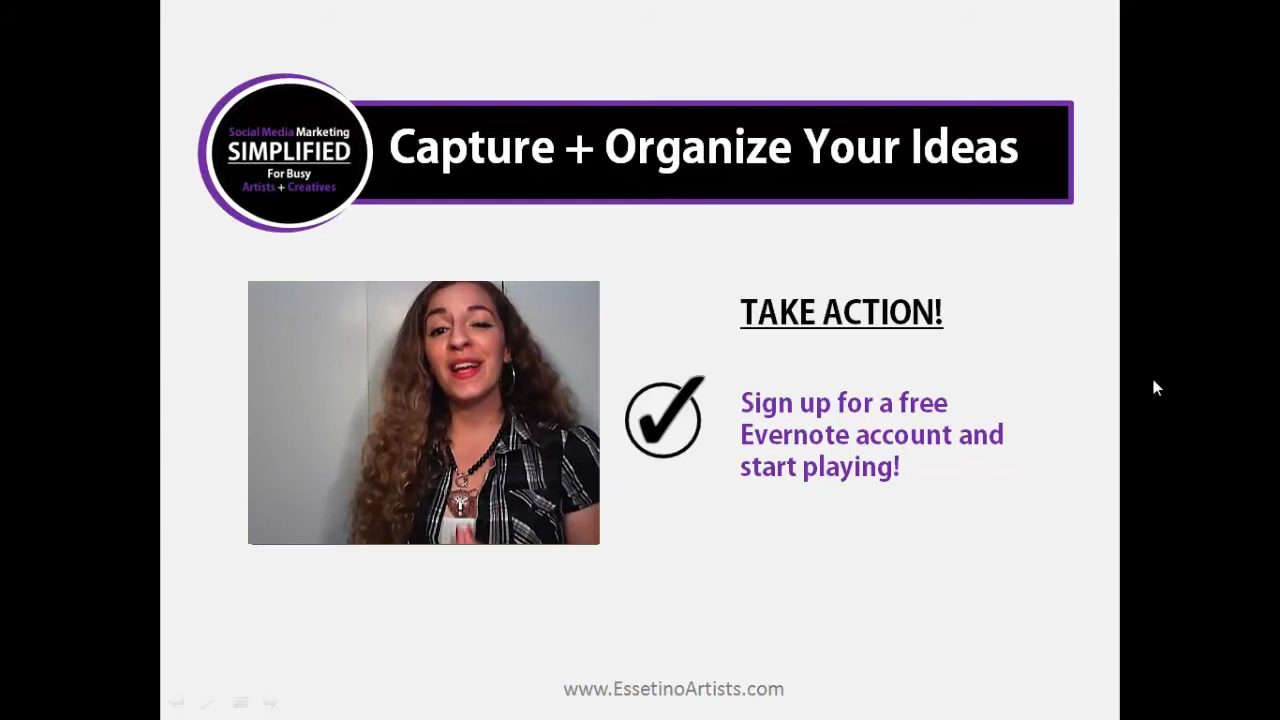 Social Media Marketing
SIMPLIFIED
For Busy
Artists + Creatives
Capture + Organize Your Ideas
TAKE ACTION!
Sign up for a free
Evernote account and
start playing!
www.EssetinoArtists.com